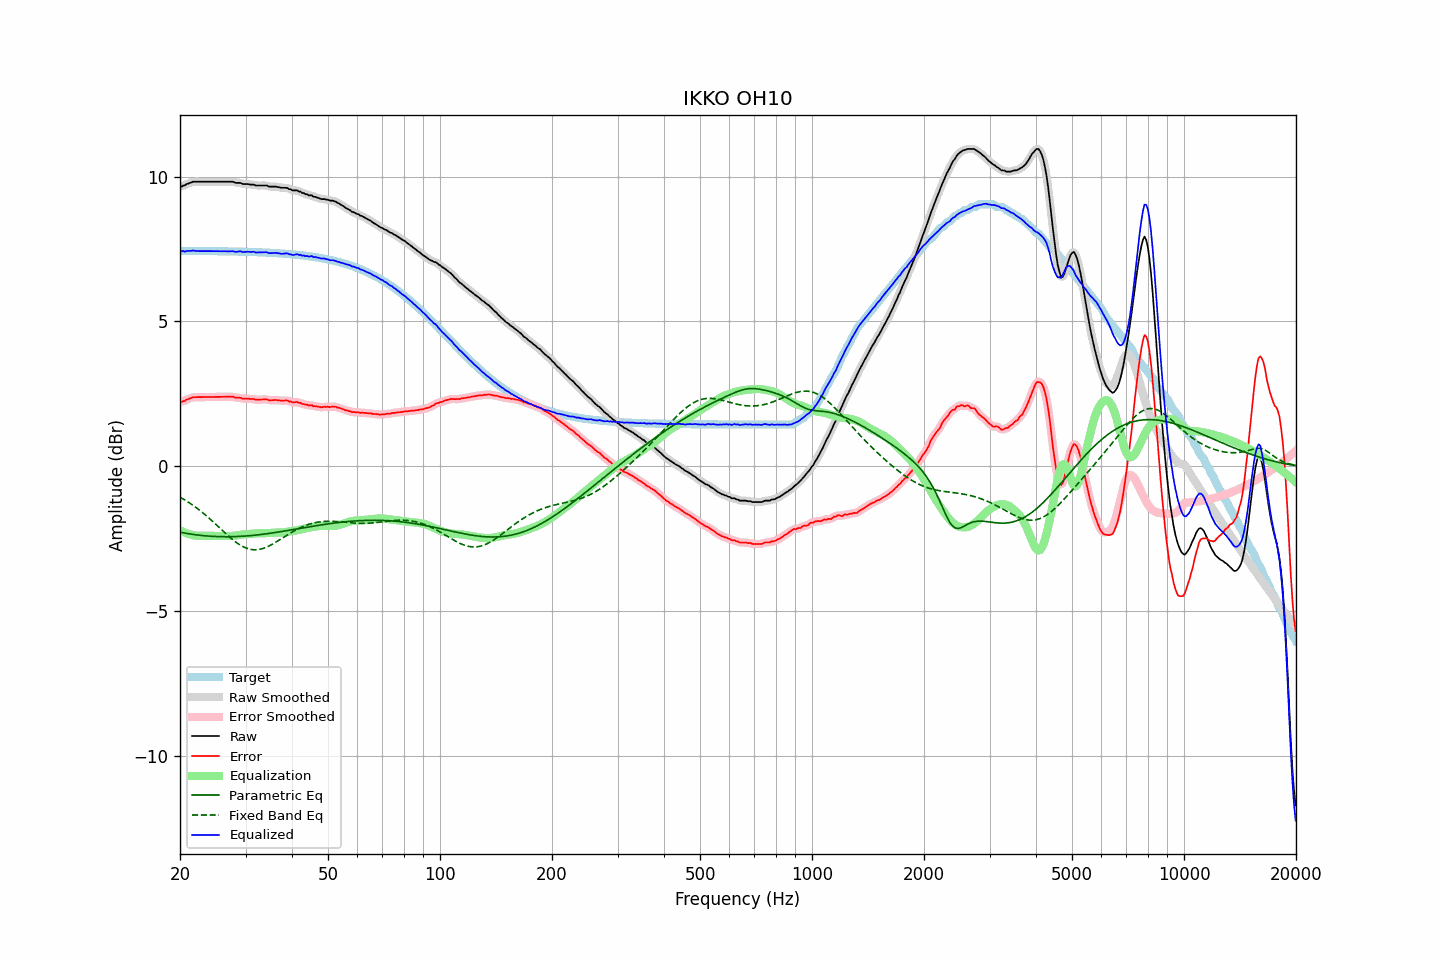 IKKO OH10
Amplitude (dBr)
10
5
0
−5
−10
Target
Raw Smoothed
Error Smoothed
Raw
Error
Equalization
Parametric Eq
Fixed Band Eq
Equalized
20
50
100
200
500
1000
2000
5000
10000
20000
Frequency (Hz)